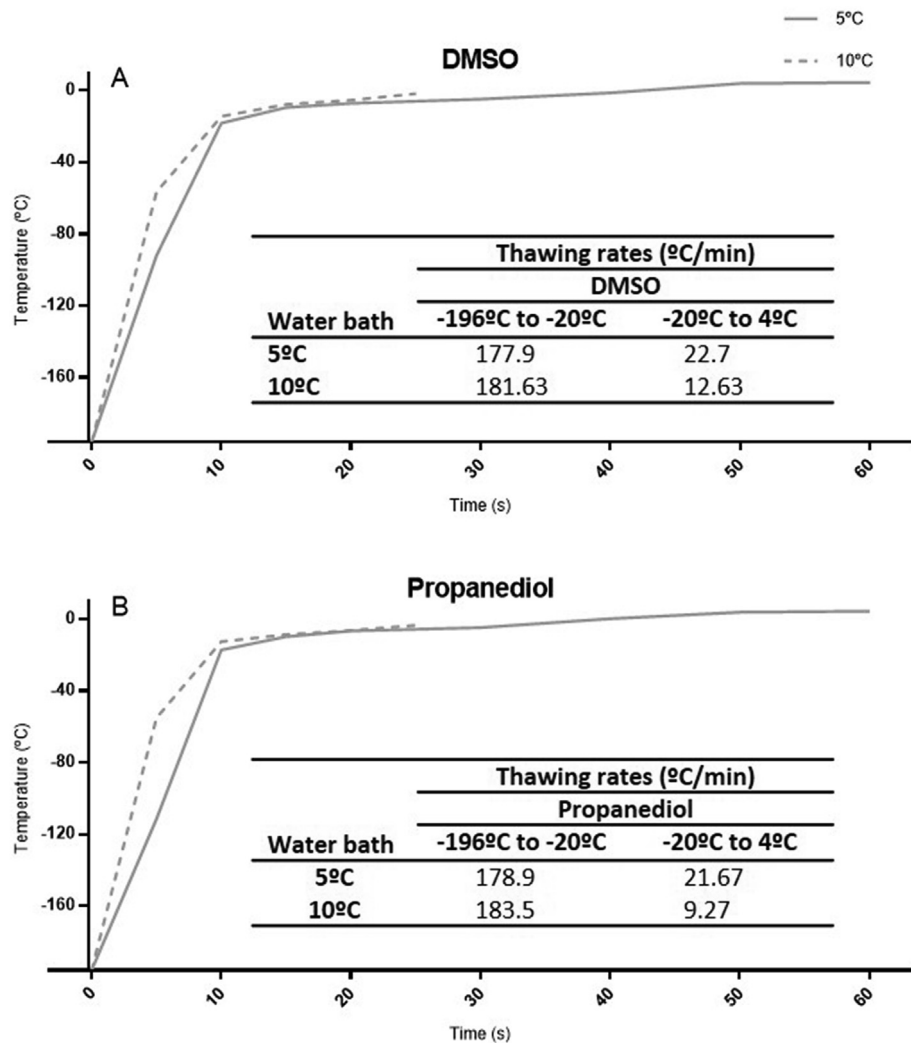 5ºC
10ºC
A
DMSO
Temperature (ºC)
0
-40
-80
-120
-160
Thawing rates (ºC/min)
DMSO
Water bath -196ºC to -20ºC -20ºC to 4ºC
5ºC 177.9 22.7
10ºC 181.63 12.63
0 10 20 30 40 50 60
Time (s)
B
Propanediol
Temperature (ºC)
0
-40
-80
-120
-160
Thawing rates (ºC/min)
Propanediol
Water bath -196ºC to -20ºC -20ºC to 4ºC
5ºC 178.9 21.67
10ºC 183.5 9.27
0 10 20 30 40 50 60
Time (s)